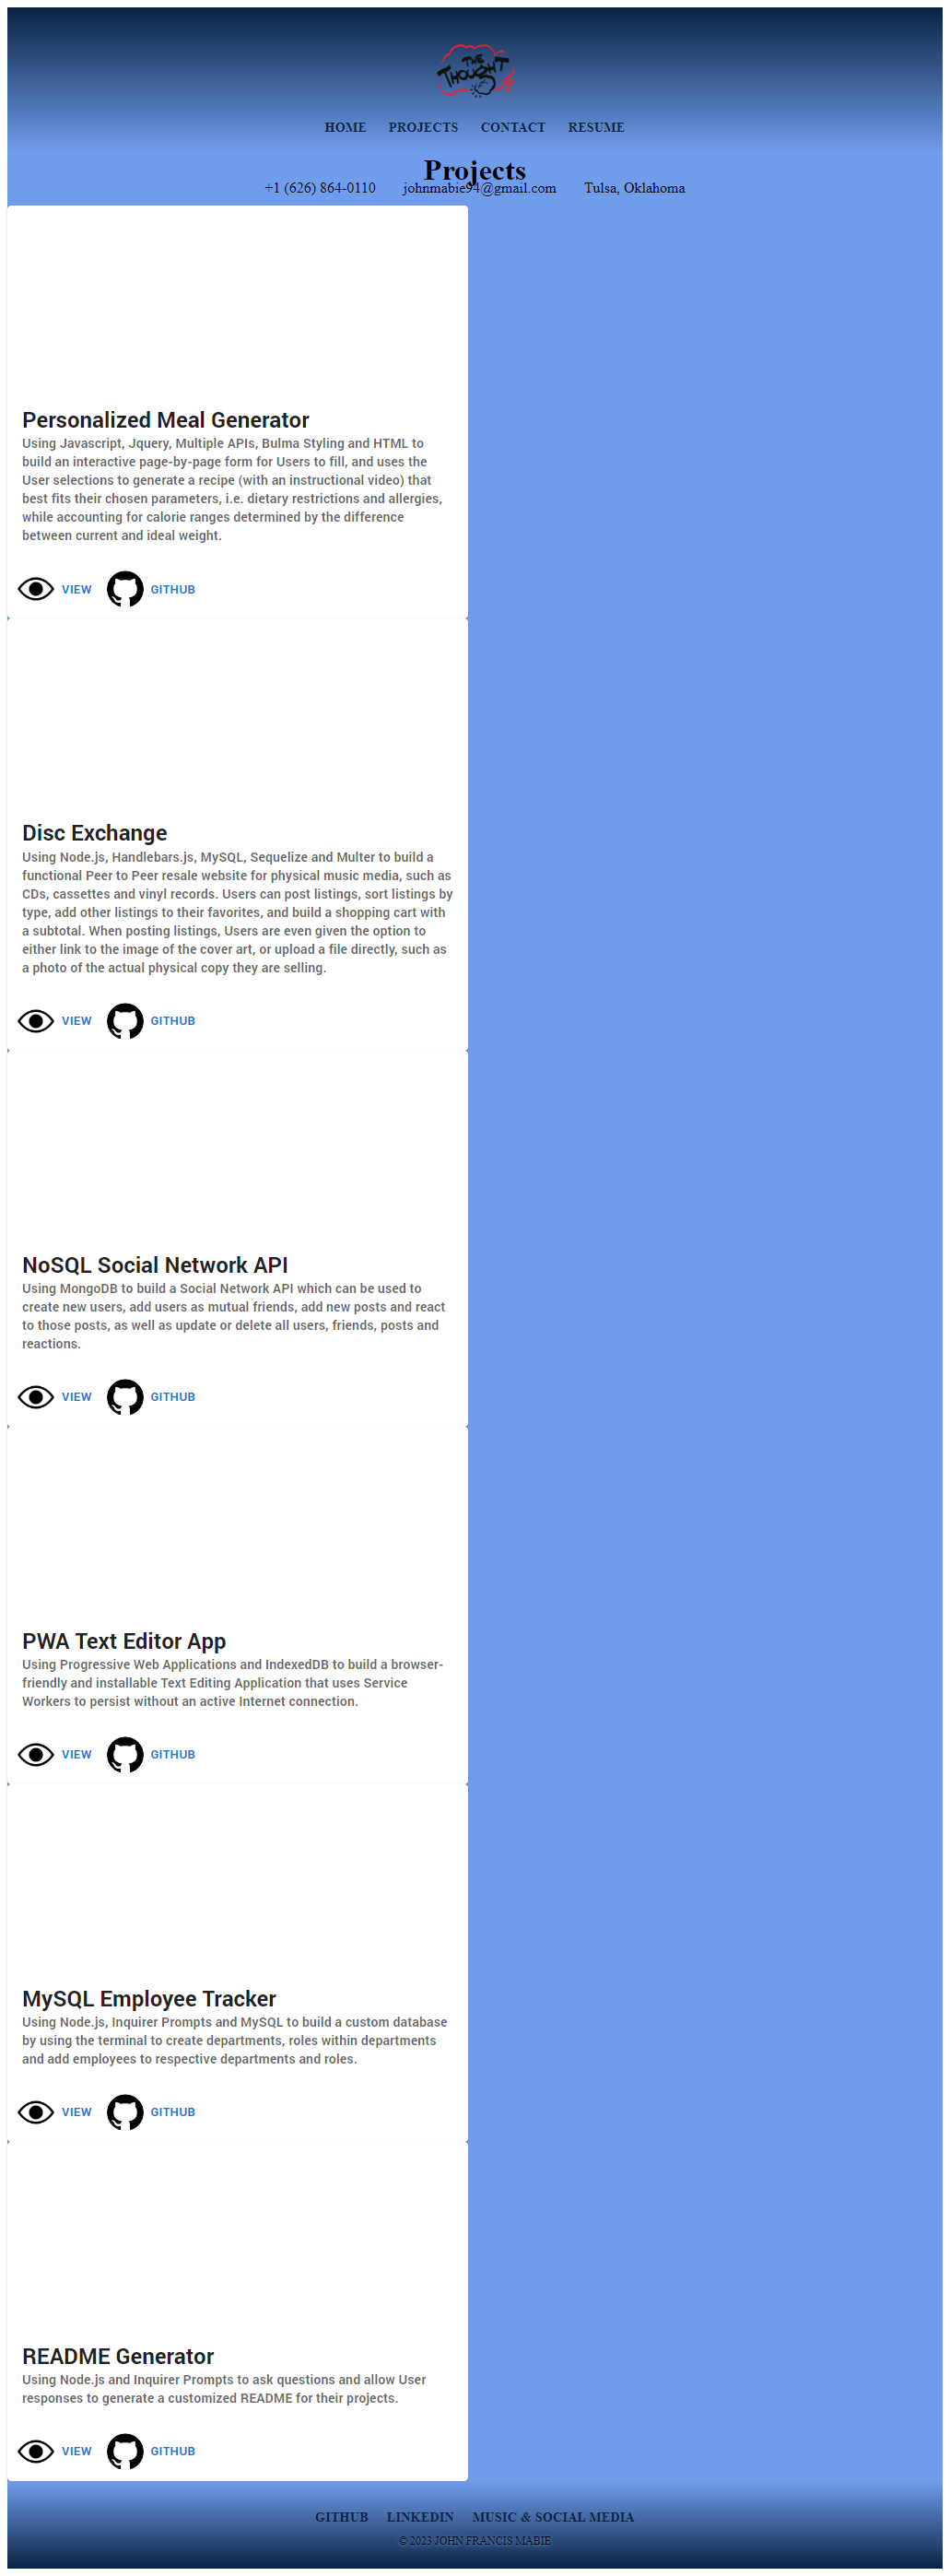 THE
THOUGHT
HOME PROJECTS CONTACT RESUME
Projects
+1 (626) 864-0110 johnmabie94@gmail.com Tulsa, Oklahoma
Personalized Meal Generator
Using Javascript, Jquery, Multiple APIs, Bulma Styling and HTML to
build an interactive page-by-page form for Users to fill, and uses the
User selections to generate a recipe (with an instructional video) that
best fits their chosen parameters, i.e. dietary restrictions and allergies,
while accounting for calorie ranges determined by the difference
between current and ideal weight.
VIEW GITHUB
Disc Exchange
Using Node.js, Handlebars.js, MySQL, Sequelize and Multer to build a
functional Peer to Peer resale website for physical music media, such as
CDs, cassettes and vinyl records. Users can post listings, sort listings by
type, add other listings to their favorites, and build a shopping cart with
a subtotal. When posting listings, Users are even given the option to
either link to the image of the cover art, or upload a file directly, such as
a photo of the actual physical copy they are selling.
VIEW GITHUB
NoSQL Social Network API
Using MongoDB to build a Social Network API which can be used to
create new users, add users as mutual friends, add new posts and react
to those posts, as well as update or delete all users, friends, posts and
reactions.
VIEW GITHUB
PWA Text Editor App
Using Progressive Web Applications and IndexedDB to build a browser-
friendly and installable Text Editing Application that uses Service
Workers to persist without an active Internet connection.
VIEW GITHUB
MySQL Employee Tracker
Using Node.js, Inquirer Prompts and MySQL to build a custom database
by using the terminal to create departments, roles within departments
and add employees to respective departments and roles.
VIEW GITHUB
README Generator
Using Node.js and Inquirer Prompts to ask questions and allow User
responses to generate a customized README for their projects.
VIEW GITHUB
GITHUB LINKEDIN MUSIC & SOCIAL MEDIA
© 2023 JOHN FRANCIS MABIE